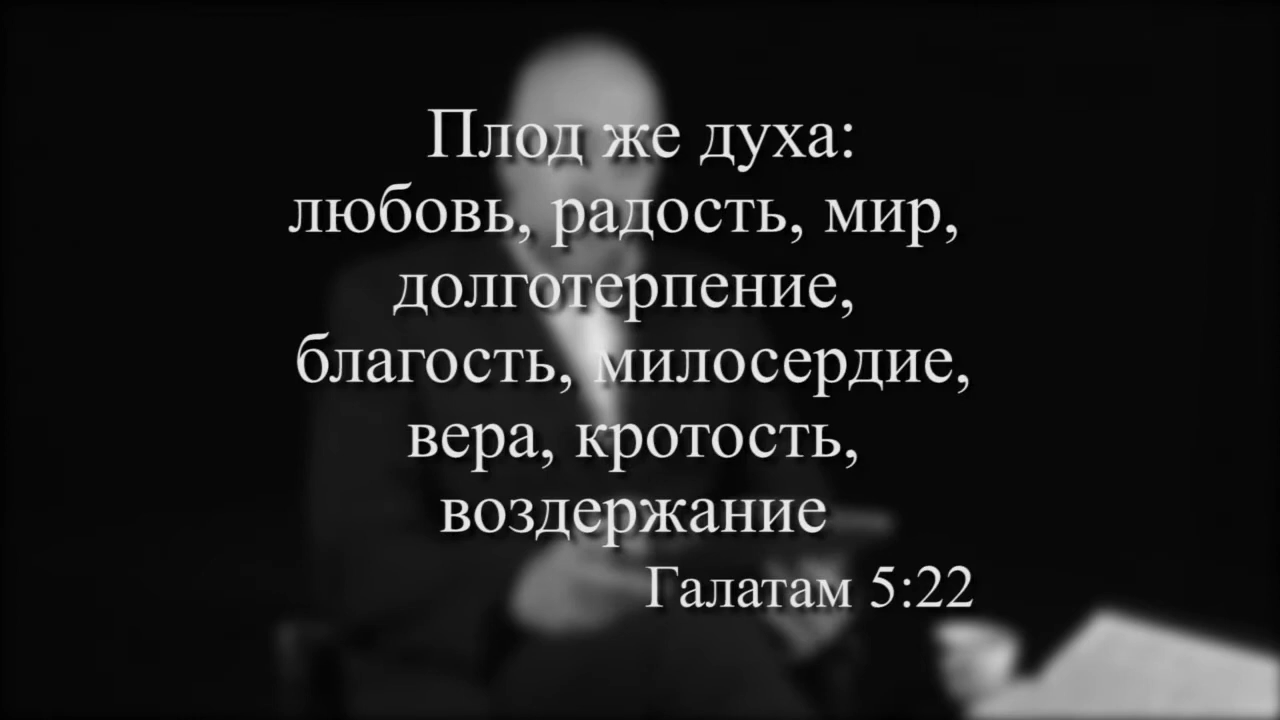 Плод же духа:
любовь, радость, мир,
долготерпение,
благость, милосердие,
вера, кротость,
воздержание
Галатам 5:22